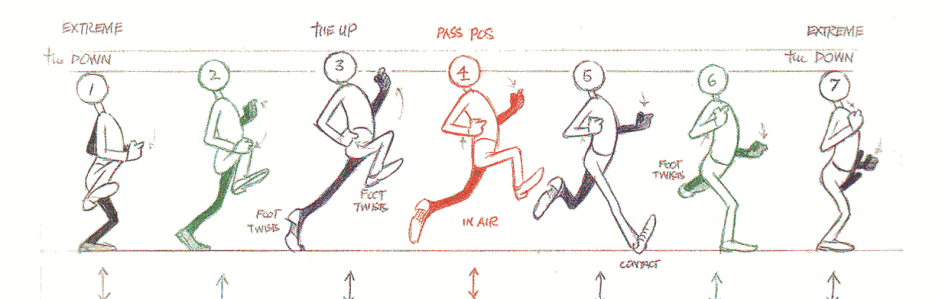 EXTREME
the DOWN
THE UP
PASS POS
EXTREME
the DOWN
1
2
3
4
5
6
7
FOOT
TWISTS
FOOT
TWISTS
IN AIR
CONTACT
FOOT
TWISTS